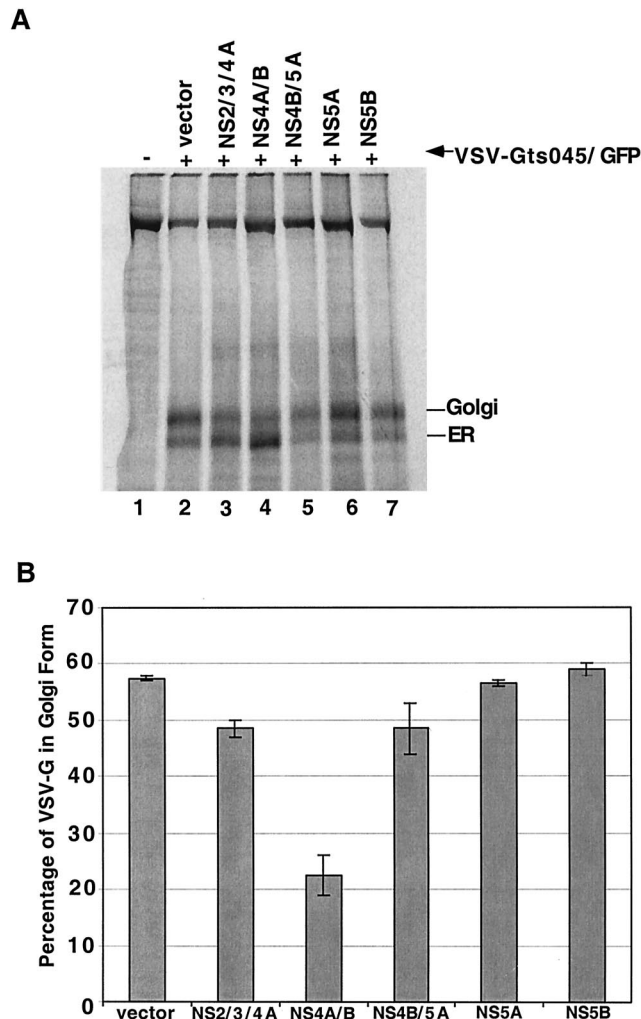 A
- + vector + NS2/3/4A + NS4A/B + NS4B/5A + NS5A + NS5B
VSV-Gts045/ GFP
Golgi
ER
1 2 3 4 5 6 7
B
Percentage of VSV-G in Golgi Form
70
60
50
40
30
20
10
0
vector NS2/3/4A NS4A/B NS4B/5A NS5A NS5B